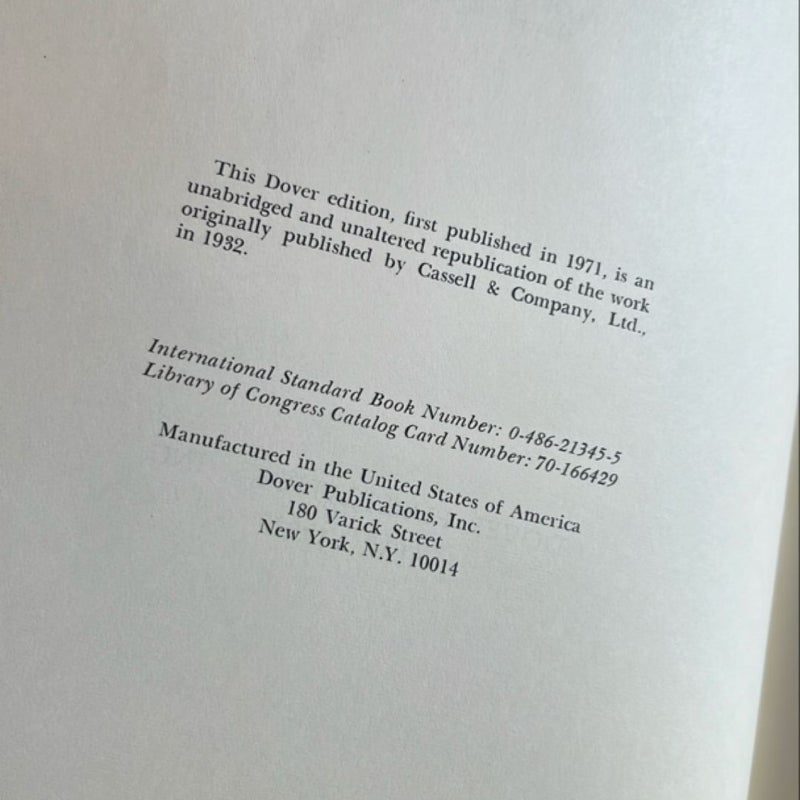 This Dover edition, first published in 1971, is an
unabridged and unaltered republication of the work
originally published by Cassell & Company, Ltd.,
in 1932.
International Standard Book Number: 0-486-21345-5
Library of Congress Catalog Card Number: 70-166429
Manufactured in the United States of America
Dover Publications, Inc.
180 Varick Street
New York, N.Y. 10014